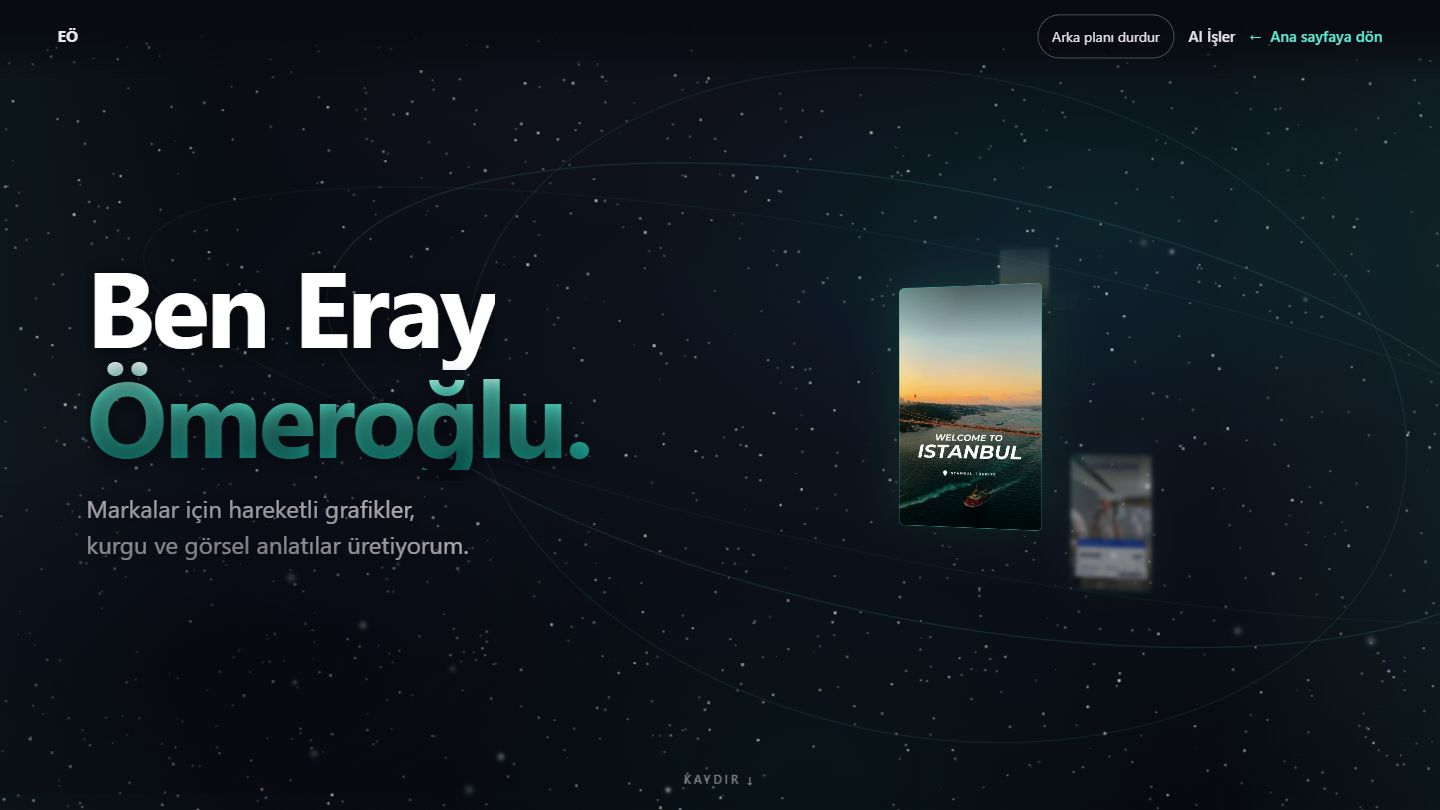 EÖ
Arka planı durdur
AI İşler
← Ana sayfaya dön
Ben Eray
Ömeroğlu.
Markalar için hareketli grafikler,
kurgu ve görsel anlatılar üretiyorum.
WELCOME TO
ISTANBUL
KAYDIR ↓